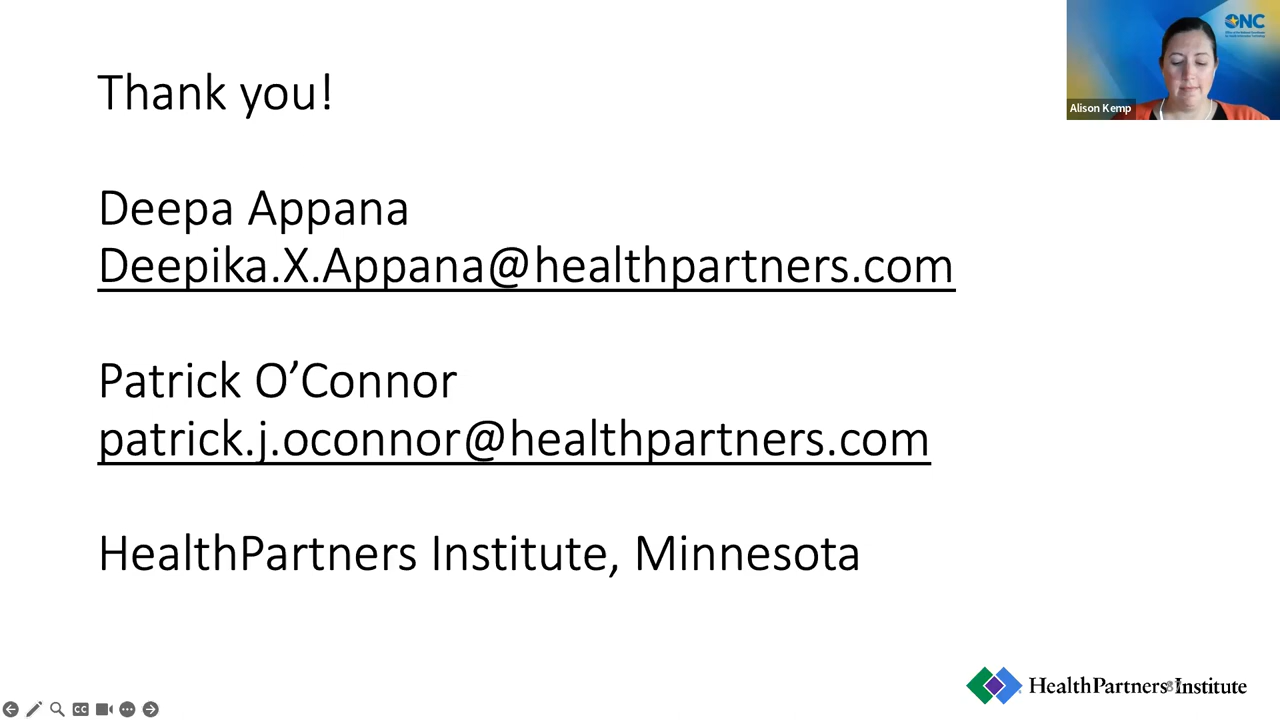 Thank you!
ONC
Alison Kemp
Deepa Appana
Deepika.X.Appana@healthpartners.com
Patrick O’Connor
patrick.j.oconnor@healthpartners.com
HealthPartners Institute, Minnesota
CC
HealthPartners Institute